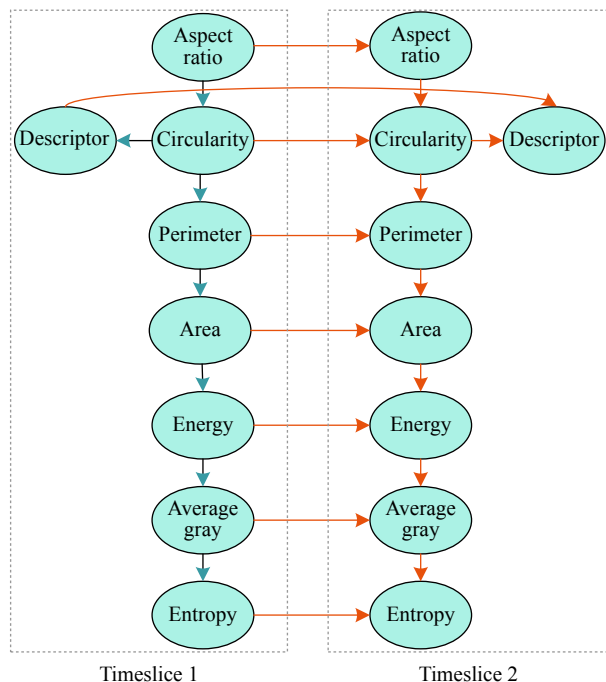 Aspect
ratio
Aspect
ratio
Descriptor
Circularity
Circularity
Descriptor
Perimeter
Perimeter
Area
Area
Energy
Energy
Average
gray
Average
gray
Entropy
Entropy
Timeslice 1
Timeslice 2